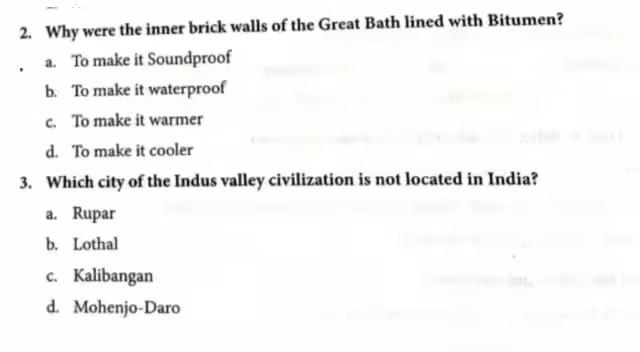 2. Why were the inner brick walls of the Great Bath lined with Bitumen?
a. To make it Soundproof
b. To make it waterproof
c. To make it warmer
d. To make it cooler
3. Which city of the Indus valley civilization is not located in India?
a. Rupar
b. Lothal
c. Kalibangan
d. Mohenjo-Daro